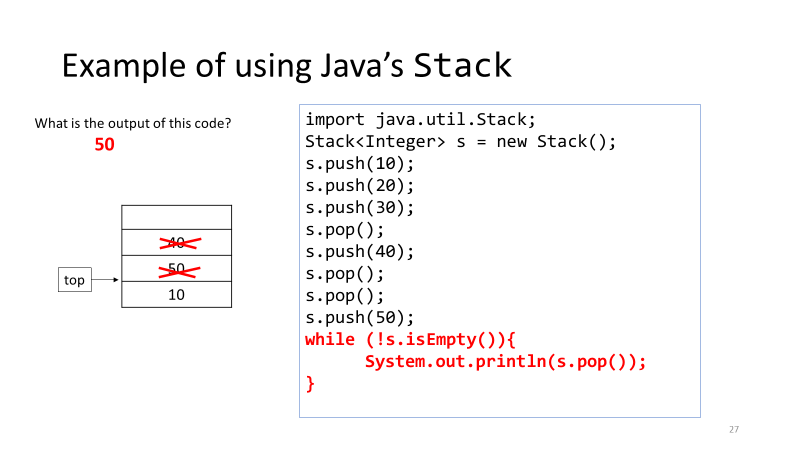 Example of using Java's Stack
What is the output of this code?
50
40
50
top
10
import java.util.Stack;
Stack<Integer> s = new Stack();
s.push(10);
s.push(20);
s.push(30);
s.pop();
s.push(40);
s.pop();
s.pop();
s.push(50);
while (!s.isEmpty()){
System.out.println(s.pop());
}
27